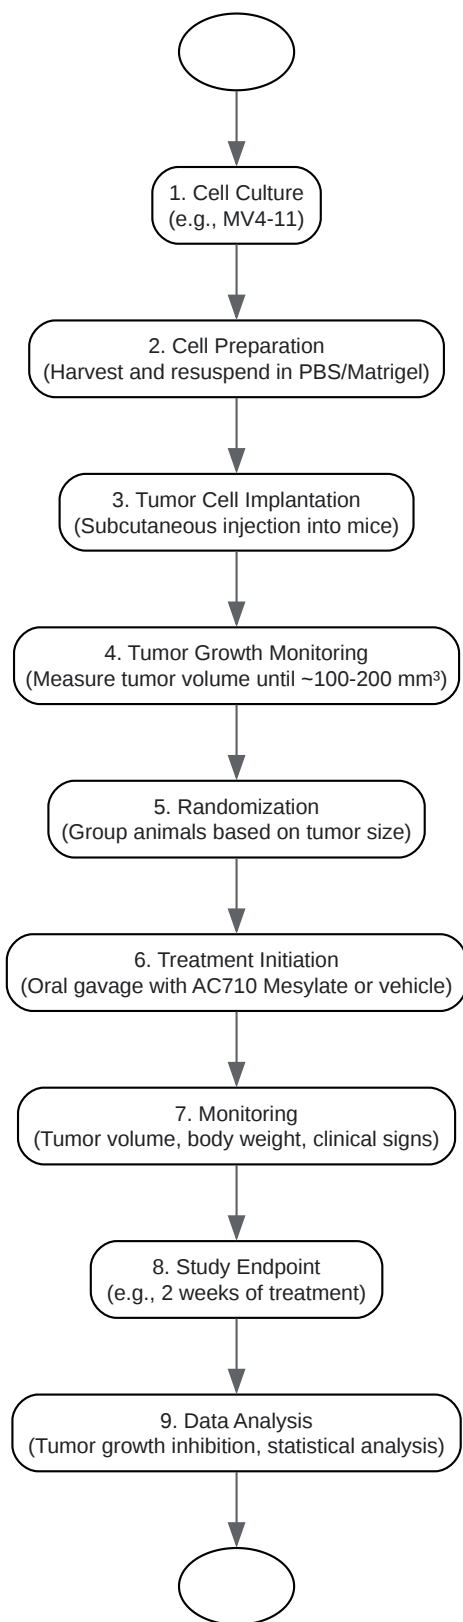 1. Cell Culture
(e.g., MV4-11)
2. Cell Preparation
(Harvest and resuspend in PBS/Matrigel)
3. Tumor Cell Implantation
(Subcutaneous injection into mice)
4. Tumor Growth Monitoring
(Measure tumor volume until ~100-200 mm³)
5. Randomization
(Group animals based on tumor size)
6. Treatment Initiation
(Oral gavage with AC710 Mesylate or vehicle)
7. Monitoring
(Tumor volume, body weight, clinical signs)
8. Study Endpoint
(e.g., 2 weeks of treatment)
9. Data Analysis
(Tumor growth inhibition, statistical analysis)